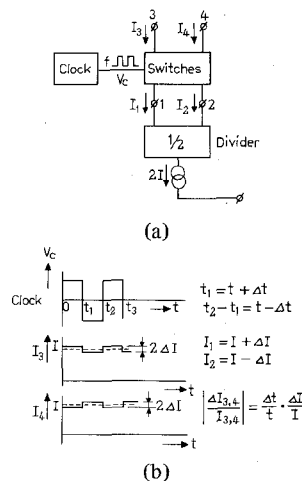 3 4
I₃ I₄
Clock f V_C Switches
I₁ 1 I₂ 2
1/2 Divider
2I
(a)
V_C
Clock 0 t₁ t₂ t₃ t
t₁ = t + Δt
t₂ - t₁ = t - Δt
I₃ I 2ΔI
t
I₁ = I + ΔI
I₂ = I - ΔI
I₄ I 2ΔI
t
|ΔI₃,₄ / I₃,₄| = Δt/t · ΔI/I
(b)